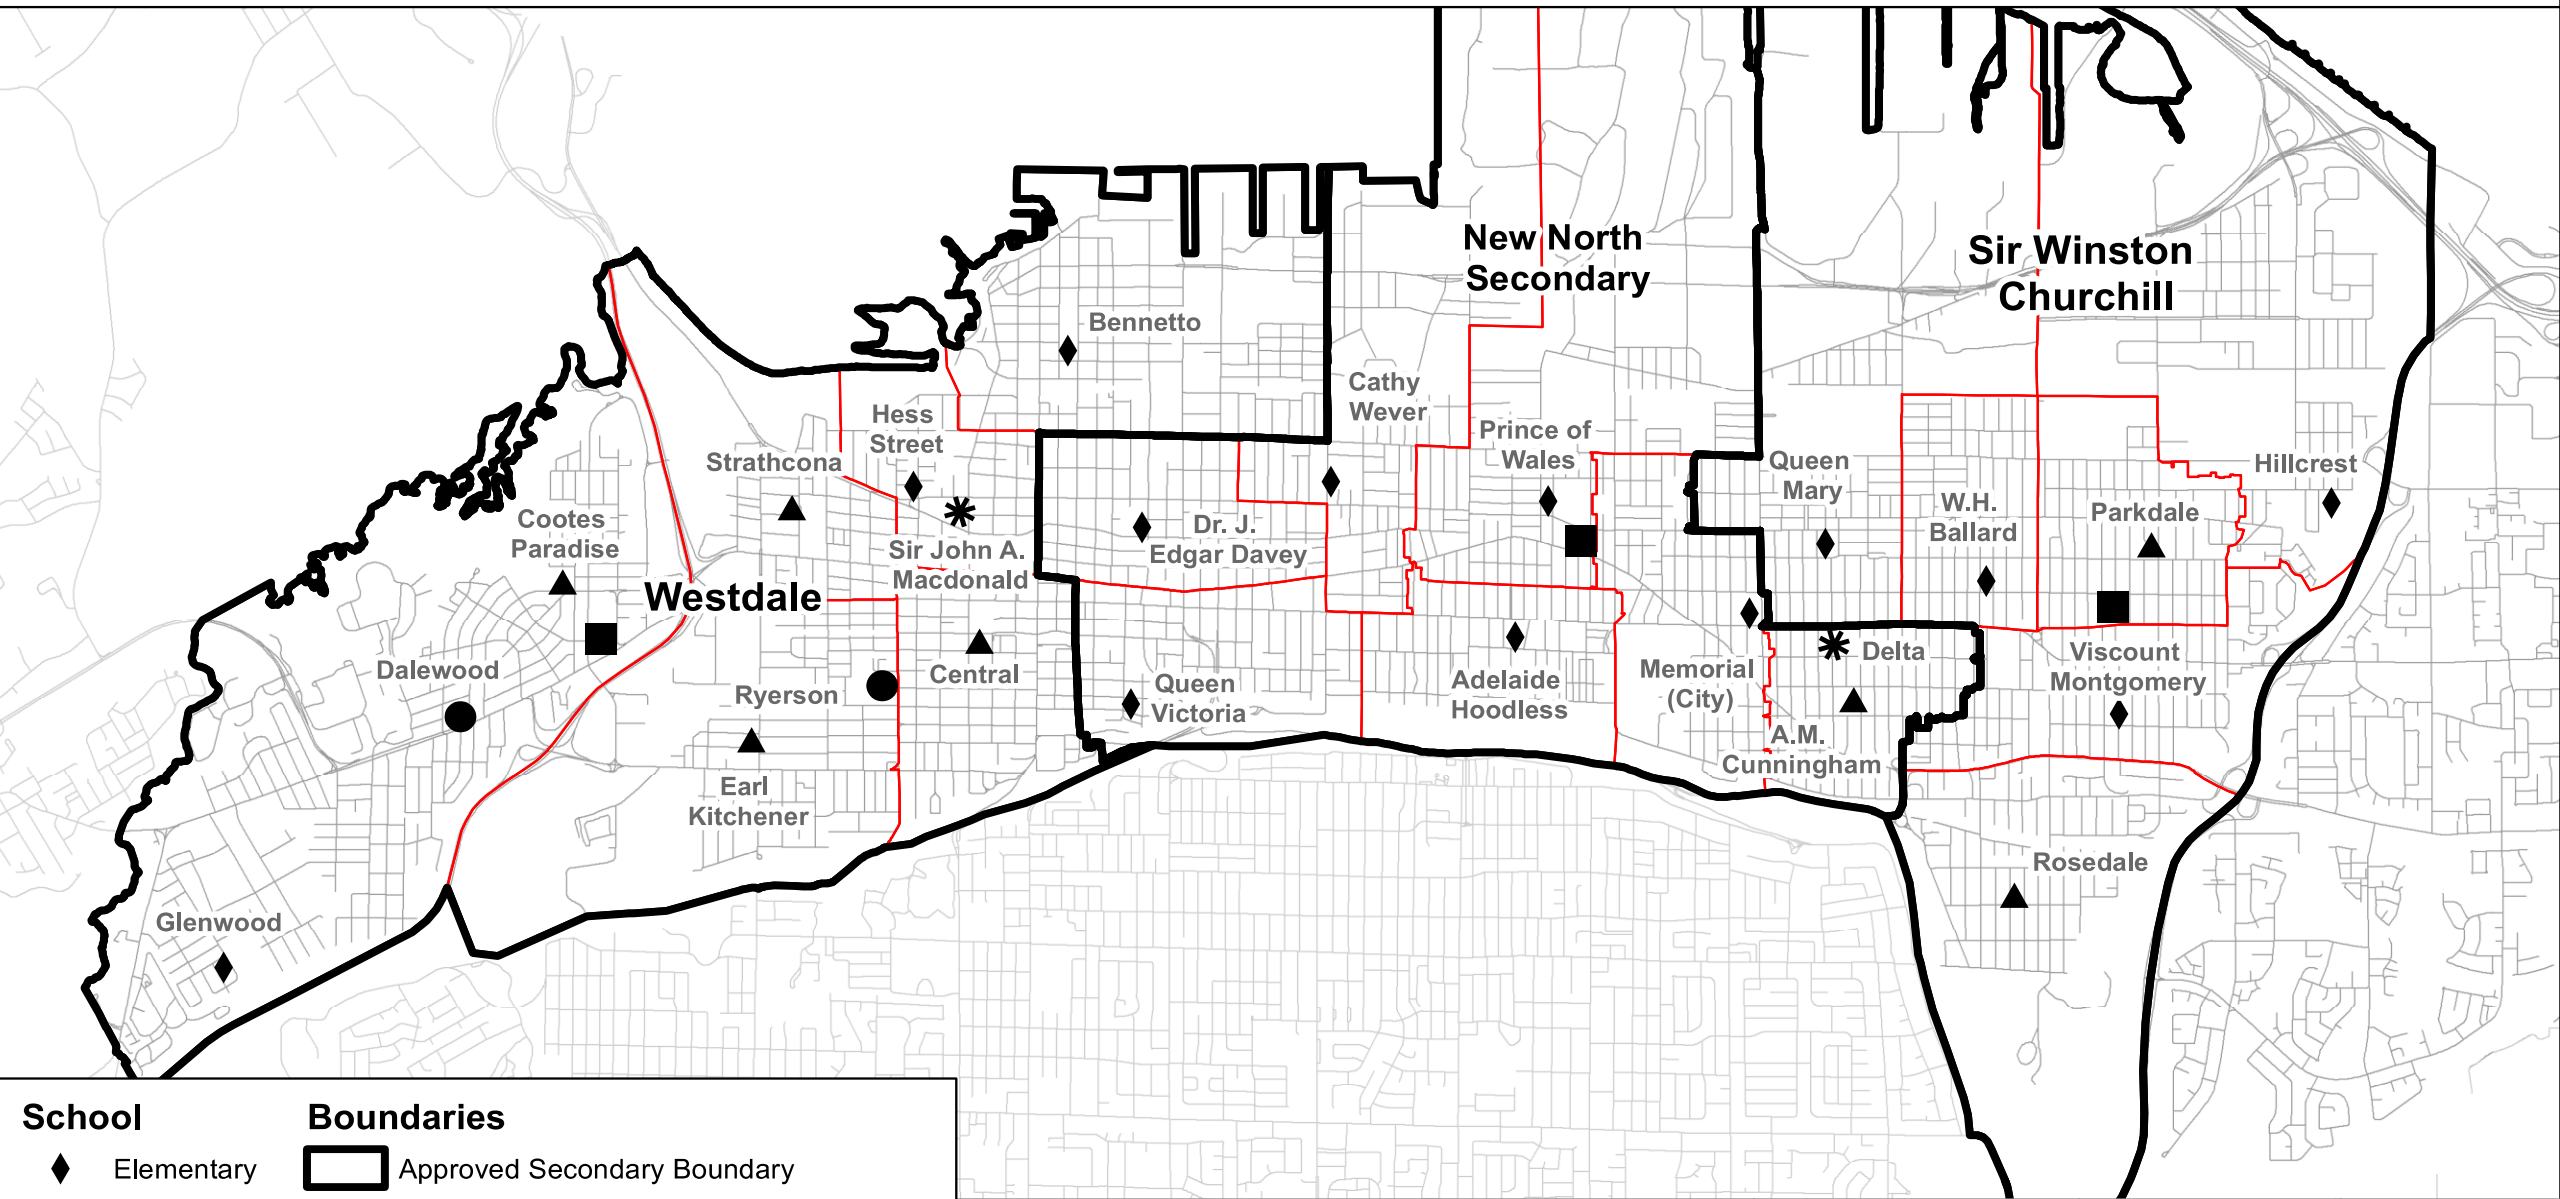 New North
Secondary
Sir Winston
Churchill
Bennetto
Cathy
Wever
Hess
Street
Prince of
Wales
Strathcona
Queen
Mary
Hillcrest
W.H.
Ballard
Parkdale
Cootes
Paradise
Dr. J.
Edgar Davey
Sir John A.
Macdonald
Westdale
Dalewood
Central
Ryerson
Queen
Victoria
Adelaide
Hoodless
Memorial
(City)
Delta
Viscount
Montgomery
A.M.
Cunningham
Earl
Kitchener
Rosedale
Glenwood
School
Boundaries
Elementary
Approved Secondary Boundary